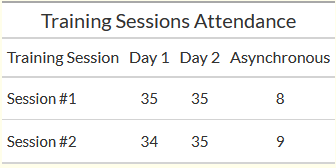 Training Sessions Attendance
Training Session Day 1 Day 2 Asynchronous
Session #1 35 35 8
Session #2 34 35 9